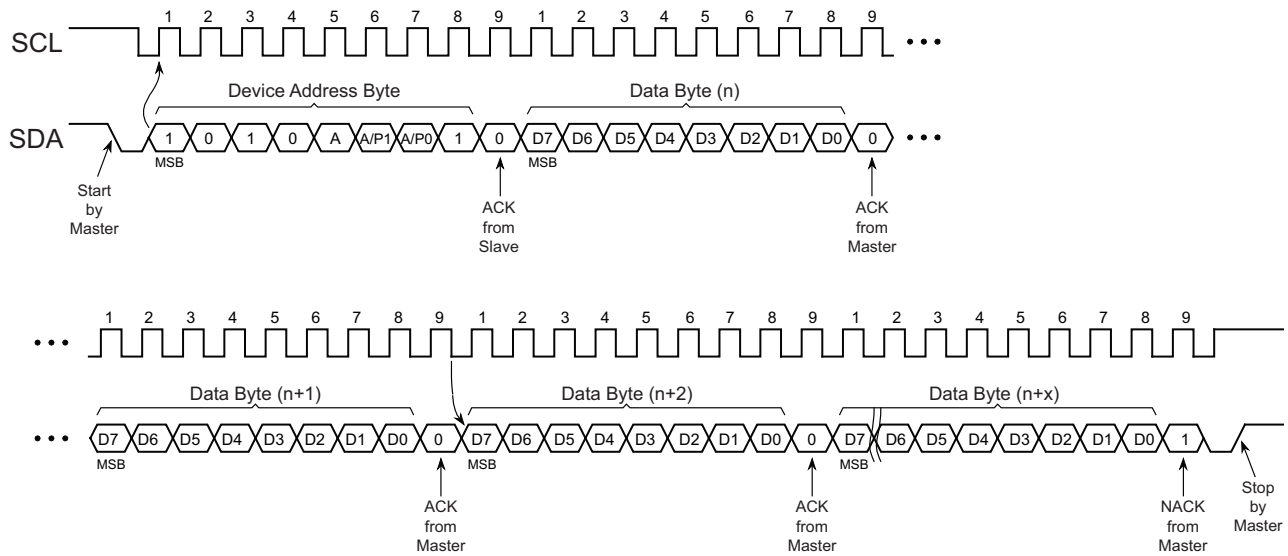 1 2 3 4 5 6 7 8 9 1 2 3 4 5 6 7 8 9
SCL
Device Address Byte Data Byte (n)
SDA 1 0 1 0 A A/P1 A/P0 1 0 D7 D6 D5 D4 D3 D2 D1 D0 0
MSB MSB
Start
by
Master
ACK
from
Slave
ACK
from
Master
1 2 3 4 5 6 7 8 9 1 2 3 4 5 6 7 8 9 1 2 3 4 5 6 7 8 9
Data Byte (n+1) Data Byte (n+2) Data Byte (n+x)
D7 D6 D5 D4 D3 D2 D1 D0 0 D7 D6 D5 D4 D3 D2 D1 D0 0 D7 D6 D5 D4 D3 D2 D1 D0 1
MSB MSB MSB
ACK
from
Master
ACK
from
Master
NACK
from
Master
Stop
by
Master